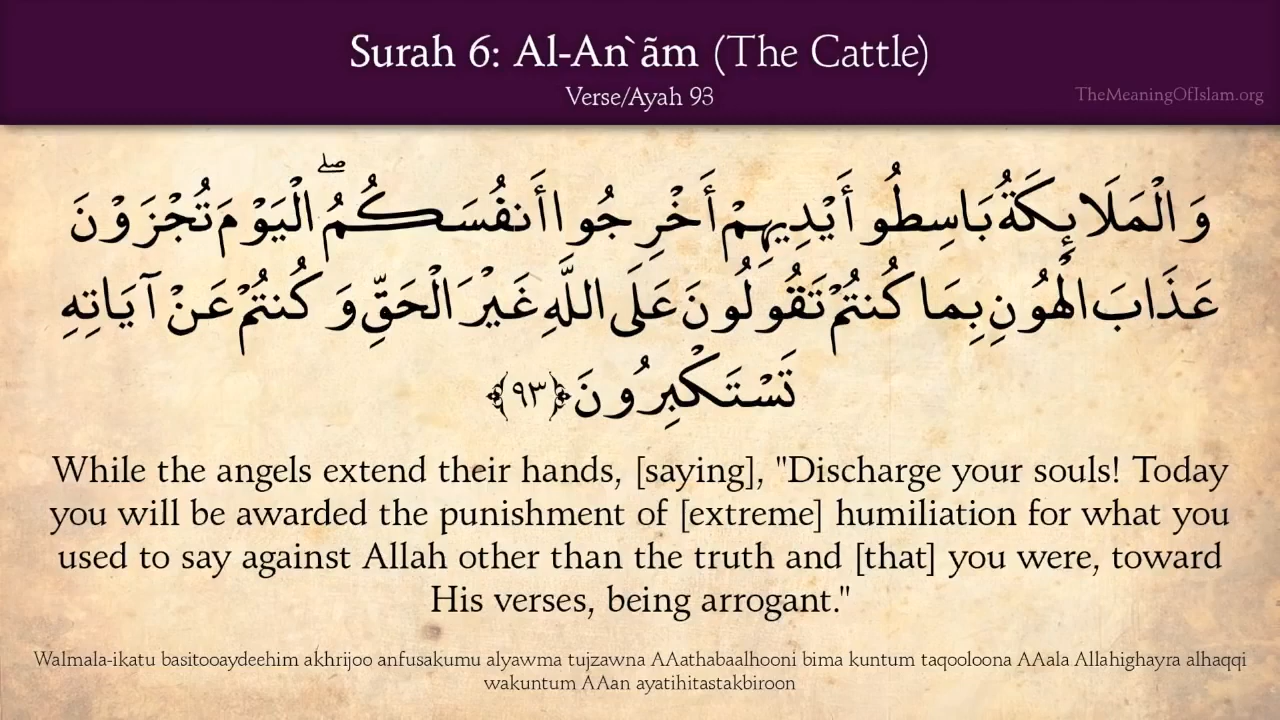 Surah 6: Al-An`ãm (The Cattle)
Verse/Ayah 93
TheMeaningOfIslam.org
وَالْمَلَائِكَةُ بَاسِطُو أَيْدِيهِمْ أَخْرِجُوا أَنفُسَكُمُ ۖ الْيَوْمَ تُجْزَوْنَ
عَذَابَ الْهُونِ بِمَا كُنتُمْ تَقُولُونَ عَلَى اللَّهِ غَيْرَ الْحَقِّ وَكُنتُمْ عَنْ آيَاتِهِ
تَسْتَكْبِرُونَ ﴿٩٣﴾
While the angels extend their hands, [saying], "Discharge your souls! Today
you will be awarded the punishment of [extreme] humiliation for what you
used to say against Allah other than the truth and [that] you were, toward
His verses, being arrogant."
Walmala-ikatu basitooaydeehim akhrijoo anfusakumu alyawma tujzawna AAathabaalhooni bima kuntum taqooloona AAala Allahighayra alhaqqi
wakuntum AAan ayatihitastakbiroon